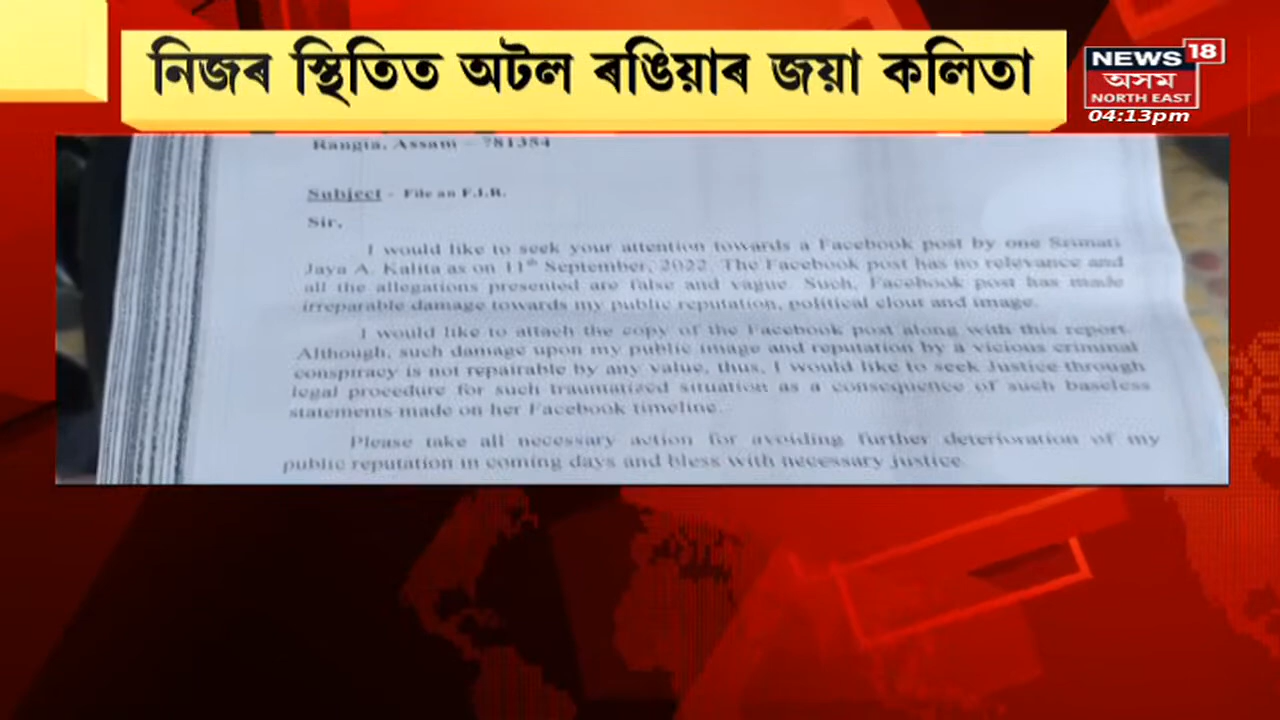 নিজৰ স্থিতিত অটল ৰঙিয়াৰ জয়া কলিতা
NEWS 18
অসম
NORTH EAST
04:13pm
Rangia, Assam - 781354
Subject - File an F.I.R.
Sir,
I would like to seek your attention towards a Facebook post by one Srimati
Jaya A. Kalita as on 11th September, 2022. The Facebook post has no relevance and
all the allegations presented are false and vague. Such, Facebook post has made
irreparable damage towards my public reputation, political clout and image.
I would like to attach the copy of the Facebook post along with this report.
Although, such damage upon my public image and reputation by a vicious criminal
conspiracy is not repairable by any value, thus, I would like to seek Justice through
legal procedure for such traumatized situation as a consequence of such baseless
statements made on her Facebook timeline.
Please take all necessary action for avoiding further deterioration of my
public reputation in coming days and bless with necessary justice.